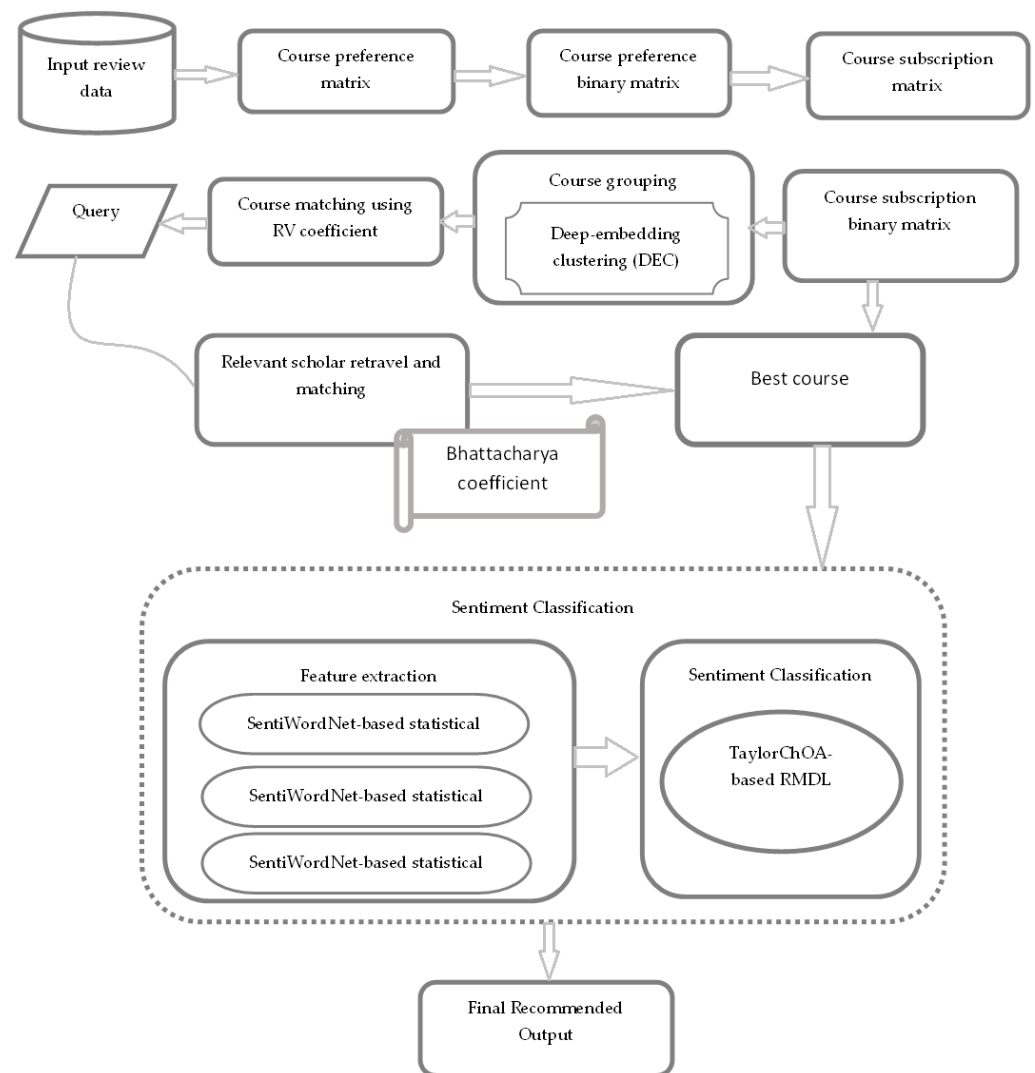 Input review
data
Course preference
matrix
Course preference
binary matrix
Course subscription
matrix
Query
Course matching using
RV coefficient
Course grouping
Deep-embedding
clustering (DEC)
Course subscription
binary matrix
Relevant scholar retravel and
matching
Bhattacharya
coefficient
Best course
Sentiment Classification
Feature extraction
SentiWordNet-based statistical
SentiWordNet-based statistical
SentiWordNet-based statistical
Sentiment Classification
TaylorChOA-
based RMDL
Final Recommended
Output